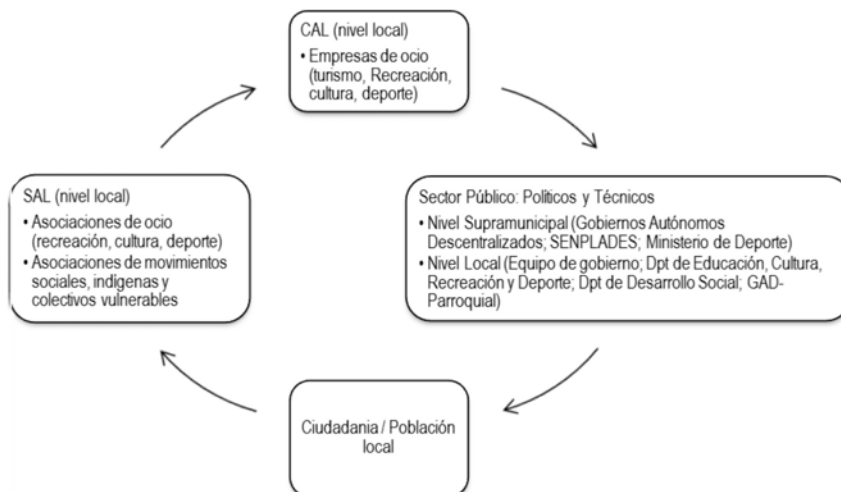 CAL (nivel local)
• Empresas de ocio
(turismo, Recreación,
cultura, deporte)
SAL (nivel local)
• Asociaciones de ocio
(recreación, cultura, deporte)
• Asociaciones de movimientos
sociales, indígenas y
colectivos vulnerables
Sector Público: Políticos y Técnicos
• Nivel Supramunicipal (Gobiernos Autónomos
Descentralizados; SENPLADES; Ministerio de Deporte)
• Nivel Local (Equipo de gobierno; Dpt de Educación, Cultura,
Recreación y Deporte; Dpt de Desarrollo Social; GAD-
Parroquial)
Ciudadania / Población
local